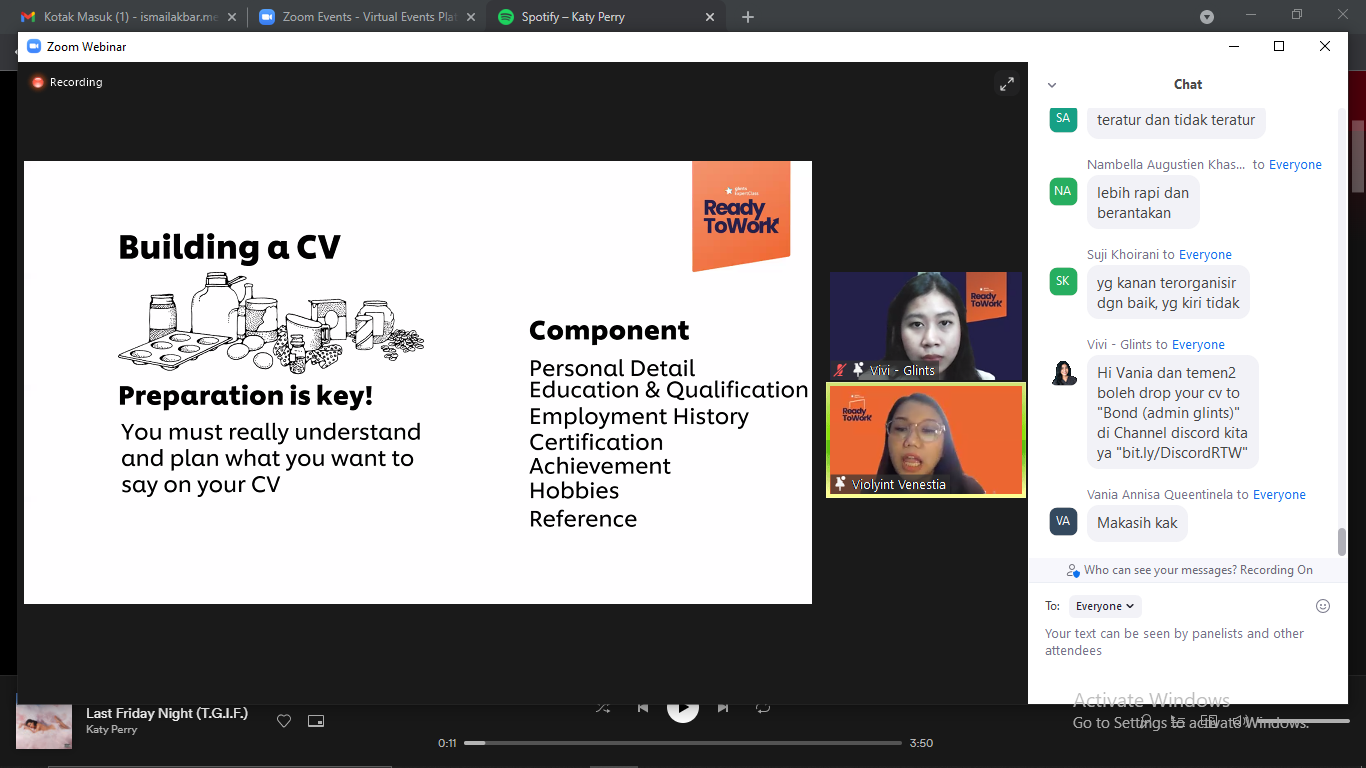 Kotak Masuk (1) - ismailakbar.me
Zoom Events - Virtual Events Plat
Spotify – Katy Perry
Zoom Webinar
Recording
glints
ExpertClass
Ready
ToWork
Building a CV
Preparation is key!
You must really understand
and plan what you want to
say on your CV
Component
Personal Detail
Education & Qualification
Employment History
Certification
Achievement
Hobbies
Reference
Ready
ToWork
Vivi - Glints
Ready
ToWork
Violyint Venestia
Chat
SA
teratur dan tidak teratur
Nambella Augustien Khas... to Everyone
NA
lebih rapi dan
berantakan
Suji Khoirani to Everyone
SK
yg kanan terorganisir
dgn baik, yg kiri tidak
Vivi - Glints to Everyone
Hi Vania dan temen2
boleh drop your cv to
"Bond (admin glints)"
di Channel discord kita
ya "bit.ly/DiscordRTW"
Vania Annisa Queentinela to Everyone
VA
Makasih kak
Who can see your messages? Recording On
To: Everyone
Your text can be seen by panelists and other
attendees
Activate Windows
Go to Settings to activate Windows.
Last Friday Night (T.G.I.F.)
Katy Perry
0:11
3:50